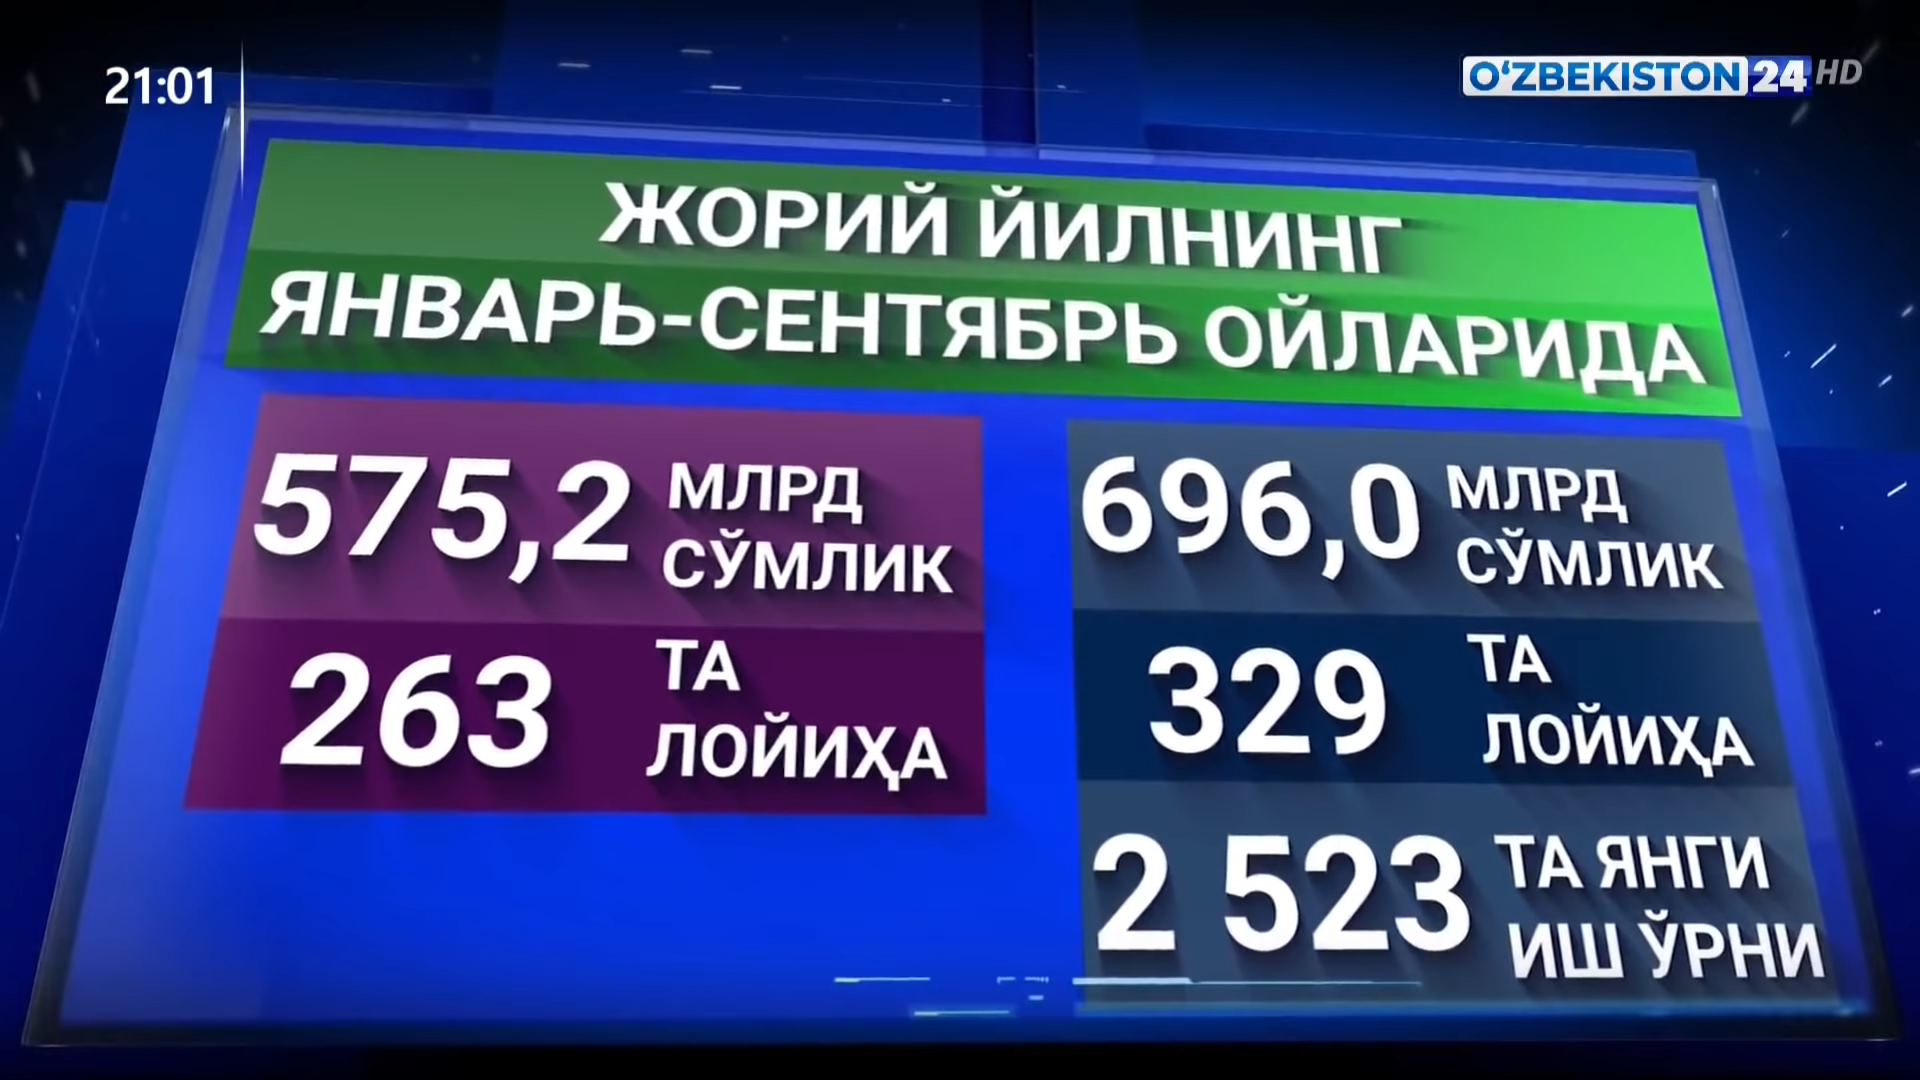 21:01
O‘ZBEKISTON 24 HD
ЖОРИЙ ЙИЛНИНГ
ЯНВАРЬ-СЕНТЯБРЬ ОЙЛАРИДА
575,2 МЛРД
СЎМЛИК
263 ТА
ЛОЙИҲА
696,0 МЛРД
СЎМЛИК
329 ТА
ЛОЙИҲА
2 523 ТА ЯНГИ
ИШ ЎРНИ